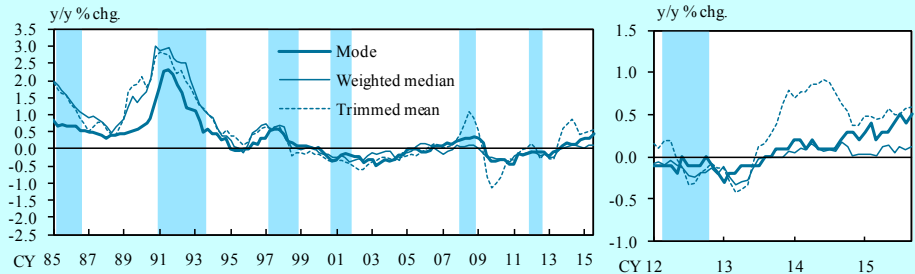 y/y % chg.
3.5
3.0
2.5
2.0
1.5
1.0
0.5
0.0
-0.5
-1.0
-1.5
-2.0
-2.5
CY 85 87 89 91 93 95 97 99 01 03 05 07 09 11 13 15
Mode
Weighted median
Trimmed mean
y/y % chg.
1.5
1.0
0.5
0.0
-0.5
-1.0
CY 12 13 14 15